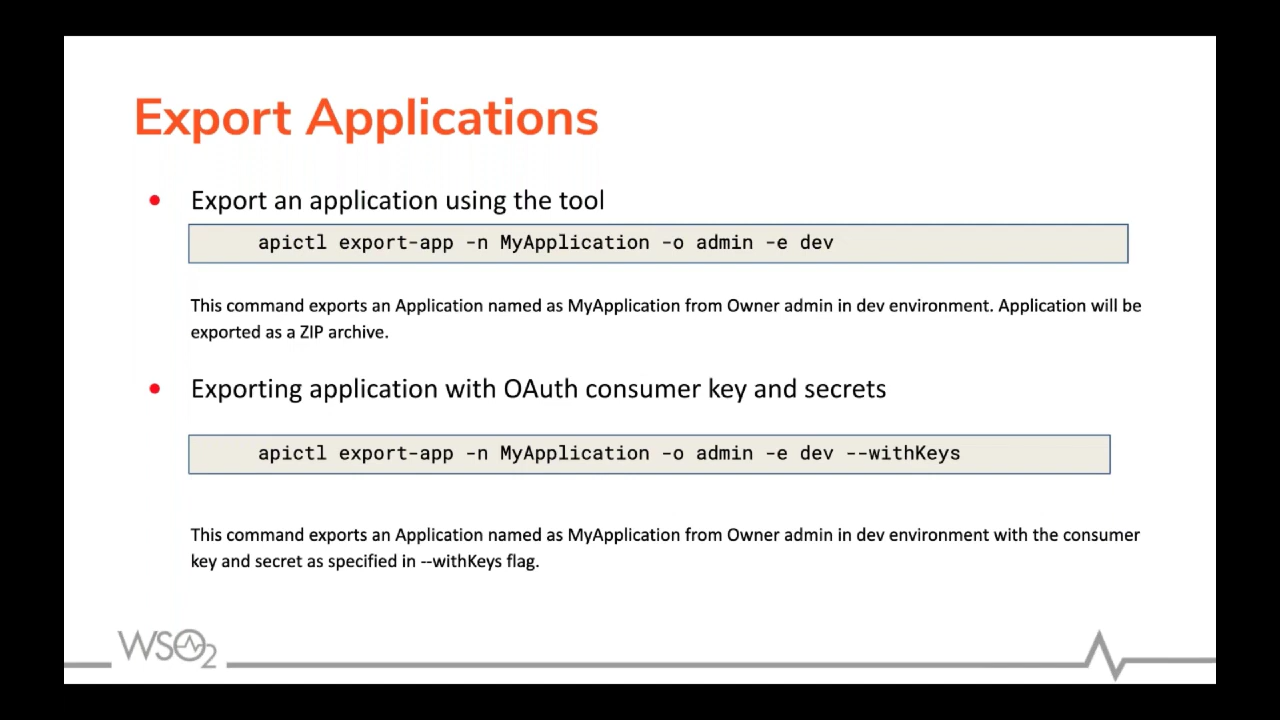 Export Applications
Export an application using the tool
apictl export-app -n MyApplication -o admin -e dev
This command exports an Application named as MyApplication from Owner admin in dev environment. Application will be
exported as a ZIP archive.
Exporting application with OAuth consumer key and secrets
apictl export-app -n MyApplication -o admin -e dev --withKeys
This command exports an Application named as MyApplication from Owner admin in dev environment with the consumer
key and secret as specified in --withKeys flag.
WSO2